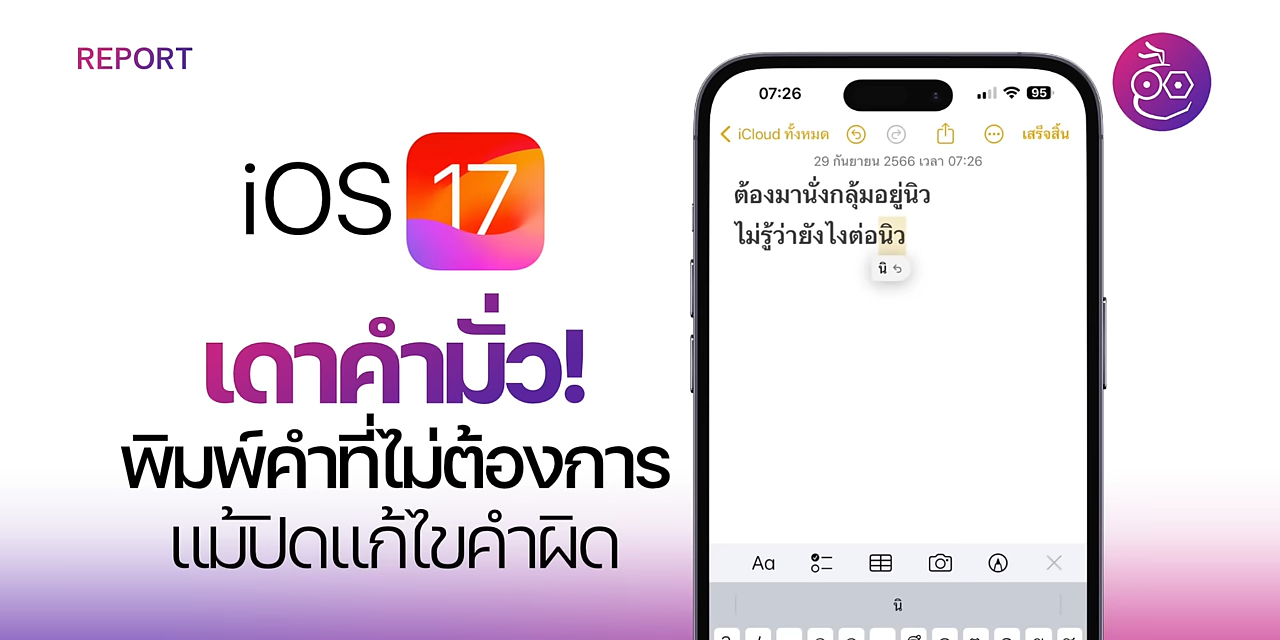 REPORT
iOS 17
เดาคำมั่ว!
พิมพ์คำที่ไม่ต้องการ
แม้ปิดแก้ไขคำผิด
07:26
95
iCloud ทั้งหมด
เสร็จสิ้น
29 กันยายน 2566 เวลา 07:26
ต้องมานั่งกลุ้มอยู่นิว
ไม่รู้ว่ายังไงต่อนิว
นิ
Aa
นิ